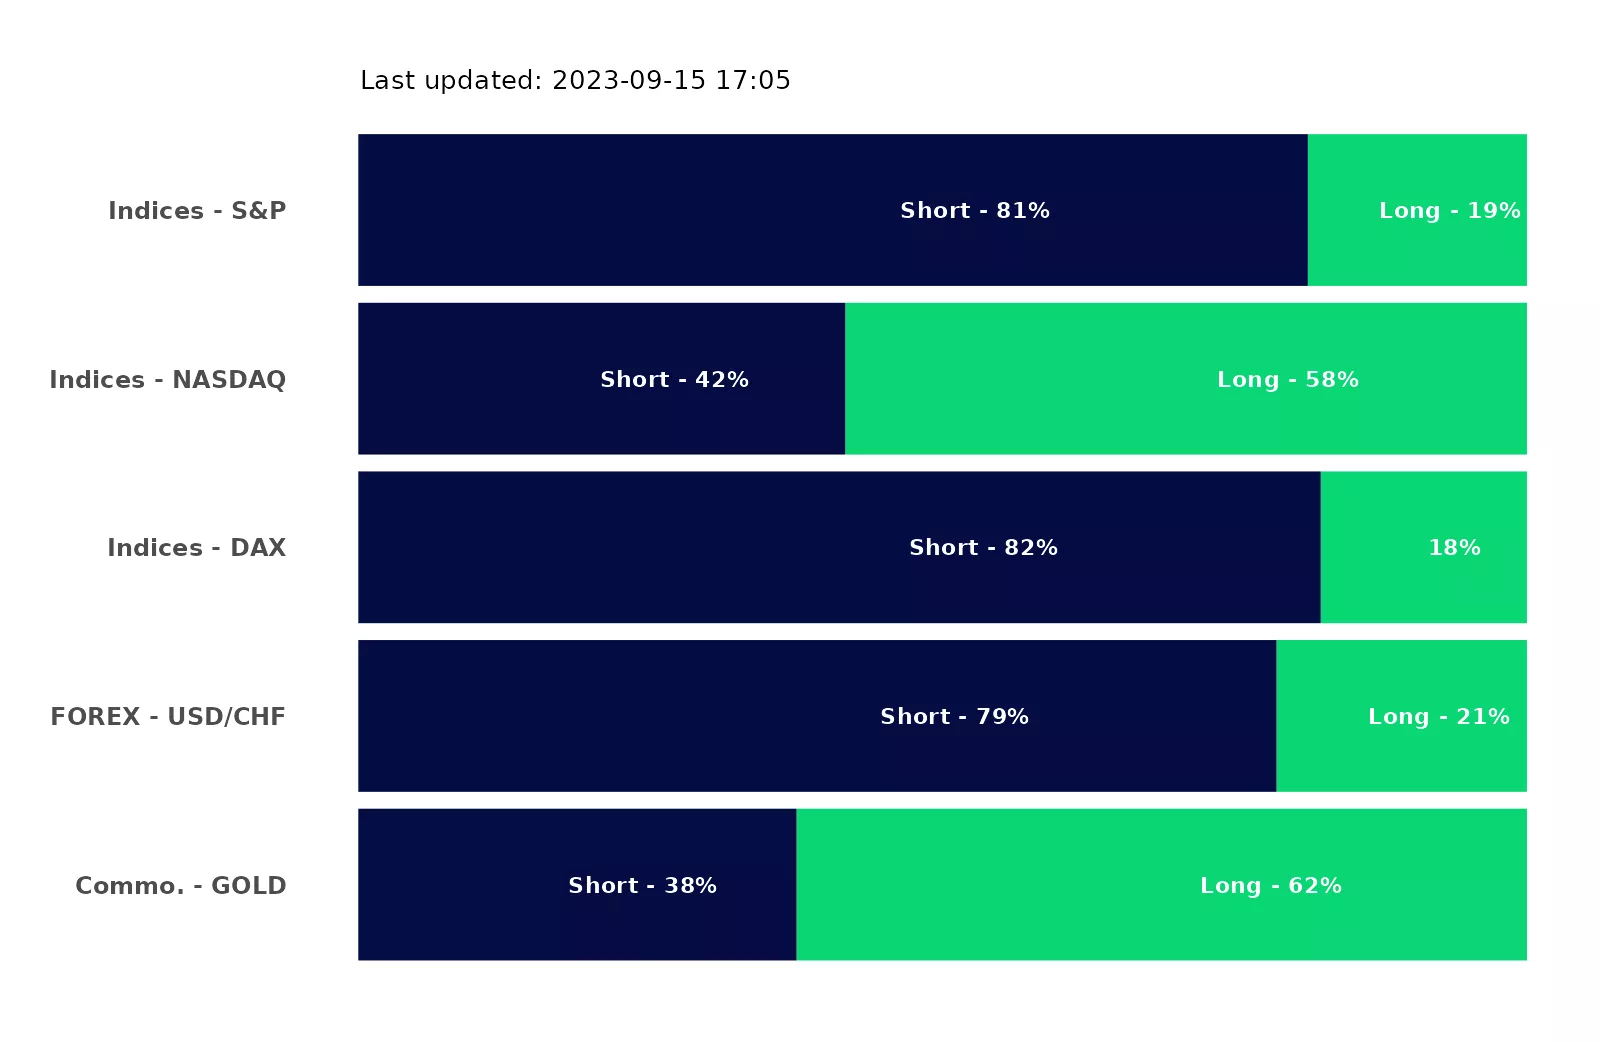 Last updated: 2023-09-15 17:05
Indices - S&P
Short - 81%
Long - 19%
Indices - NASDAQ
Short - 42%
Long - 58%
Indices - DAX
Short - 82%
18%
FOREX - USD/CHF
Short - 79%
Long - 21%
Commo. - GOLD
Short - 38%
Long - 62%